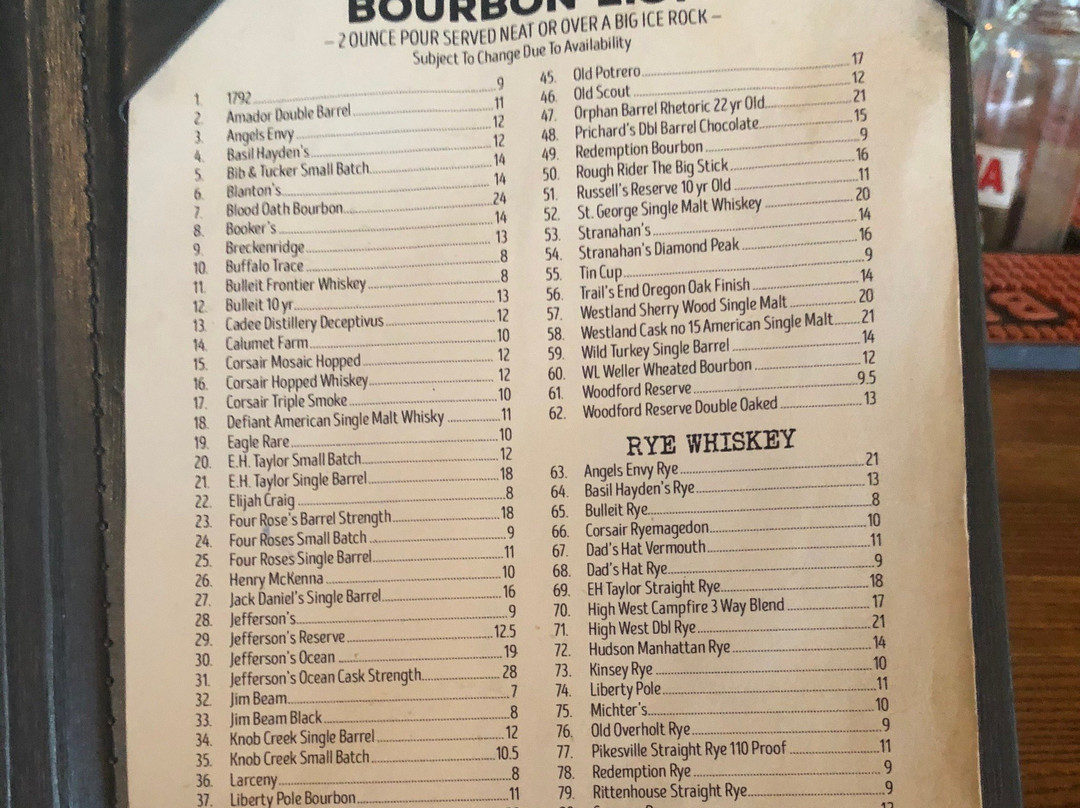 BOURBON
– 2 OUNCE POUR SERVED NEAT OR OVER A BIG ICE ROCK –
Subject To Change Due To Availability
1. 1792 9
2. Amador Double Barrel 11
3. Angels Envy 12
4. Basil Hayden's 12
5. Bib & Tucker Small Batch 14
6. Blanton's 14
7. Blood Oath Bourbon 24
8. Booker's 14
9. Breckenridge 13
10. Buffalo Trace 8
11. Bulleit Frontier Whiskey 8
12. Bulleit 10 yr 13
13. Cadee Distillery Deceptivus 12
14. Calumet Farm 10
15. Corsair Mosaic Hopped 12
16. Corsair Hopped Whiskey 12
17. Corsair Triple Smoke 10
18. Defiant American Single Malt Whisky 11
19. Eagle Rare 10
20. E.H. Taylor Small Batch 12
21. E.H. Taylor Single Barrel 18
22. Elijah Craig 8
23. Four Rose's Barrel Strength 18
24. Four Roses Small Batch 9
25. Four Roses Single Barrel 11
26. Henry McKenna 10
27. Jack Daniel's Single Barrel 16
28. Jefferson's 9
29. Jefferson's Reserve 12.5
30. Jefferson's Ocean 19
31. Jefferson's Ocean Cask Strength 28
32. Jim Beam 7
33. Jim Beam Black 8
34. Knob Creek Single Barrel 12
35. Knob Creek Small Batch 10.5
36. Larceny 8
37. Liberty Pole Bourbon 11
45. Old Potrero 17
46. Old Scout 12
47. Orphan Barrel Rhetoric 22 yr Old 21
48. Prichard's Dbl Barrel Chocolate 15
49. Redemption Bourbon 9
50. Rough Rider The Big Stick 16
51. Russell's Reserve 10 yr Old 11
52. St. George Single Malt Whiskey 20
53. Stranahan's 14
54. Stranahan's Diamond Peak 16
55. Tin Cup 9
56. Trail's End Oregon Oak Finish 14
57. Westland Sherry Wood Single Malt 20
58. Westland Cask no 15 American Single Malt 21
59. Wild Turkey Single Barrel 14
60. WL Weller Wheated Bourbon 12
61. Woodford Reserve 9.5
62. Woodford Reserve Double Oaked 13
RYE WHISKEY
63. Angels Envy Rye 21
64. Basil Hayden's Rye 13
65. Bulleit Rye 8
66. Corsair Ryemagedon 10
67. Dad's Hat Vermouth 11
68. Dad's Hat Rye 9
69. EH Taylor Straight Rye 18
70. High West Campfire 3 Way Blend 17
71. High West Dbl Rye 21
72. Hudson Manhattan Rye 14
73. Kinsey Rye 10
74. Liberty Pole 11
75. Michter's 10
76. Old Overholt Rye 9
77. Pikesville Straight Rye 110 Proof 11
78. Redemption Rye 9
79. Rittenhouse Straight Rye 9